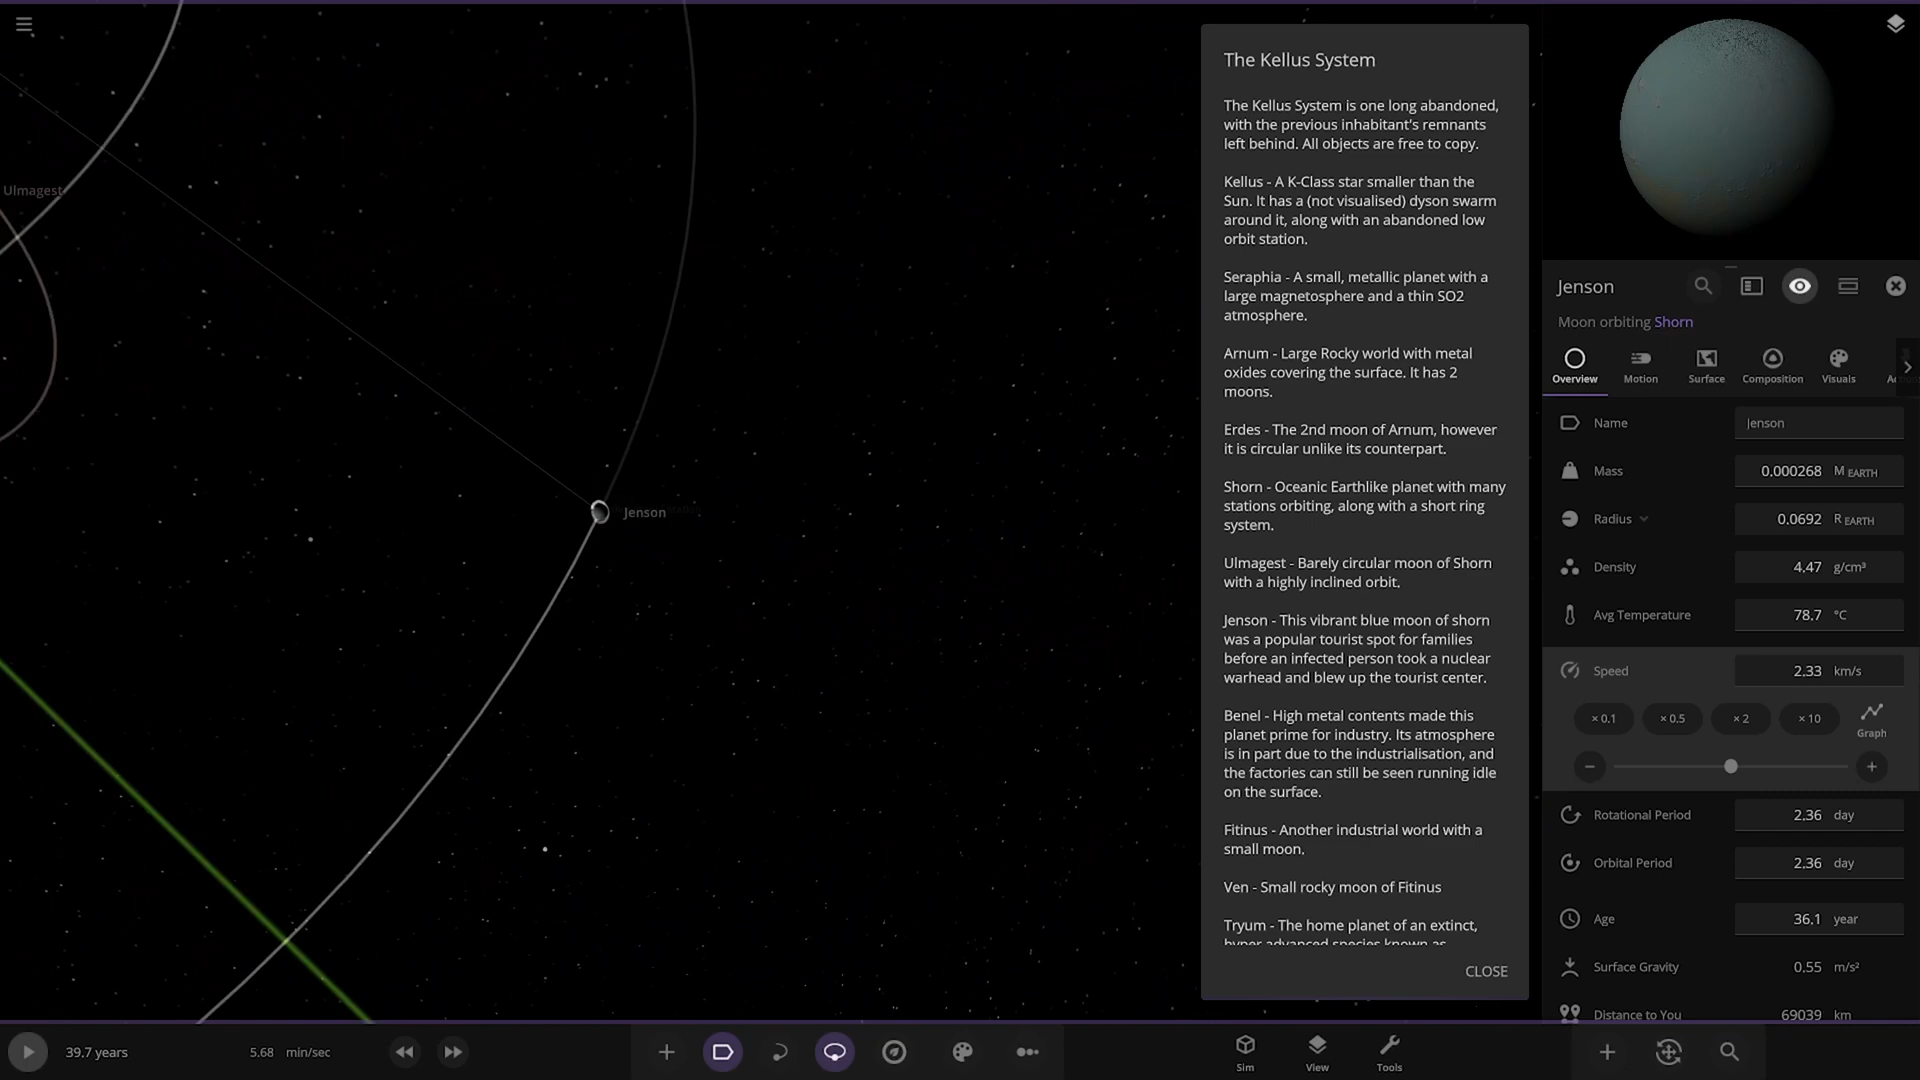 Ulmagest
Jenson
The Kellus System
The Kellus System is one long abandoned,
with the previous inhabitant's remnants
left behind. All objects are free to copy.
Kellus - A K-Class star smaller than the
Sun. It has a (not visualised) dyson swarm
around it, along with an abandoned low
orbit station.
Seraphia - A small, metallic planet with a
large magnetosphere and a thin SO2
atmosphere.
Arnum - Large Rocky world with metal
oxides covering the surface. It has 2
moons.
Erdes - The 2nd moon of Arnum, however
it is circular unlike its counterpart.
Shorn - Oceanic Earthlike planet with many
stations orbiting, along with a short ring
system.
Ulmagest - Barely circular moon of Shorn
with a highly inclined orbit.
Jenson - This vibrant blue moon of shorn
was a popular tourist spot for families
before an infected person took a nuclear
warhead and blew up the tourist center.
Benel - High metal contents made this
planet prime for industry. Its atmosphere
is in part due to the industrialisation, and
the factories can still be seen running idle
on the surface.
Fitinus - Another industrial world with a
small moon.
Ven - Small rocky moon of Fitinus
Tryum - The home planet of an extinct,
hyper advanced species known as
CLOSE
Jenson
Moon orbiting Shorn
Overview Motion Surface Composition Visuals
Name Jenson
Mass 0.000268 M EARTH
Radius 0.0692 R EARTH
Density 4.47 g/cm³
Avg Temperature 78.7 °C
Speed 2.33 km/s
× 0.1 × 0.5 × 2 × 10 Graph
Rotational Period 2.36 day
Orbital Period 2.36 day
Age 36.1 year
Surface Gravity 0.55 m/s²
Distance to You 69039 km
39.7 years 5.68 min/sec
Sim View Tools